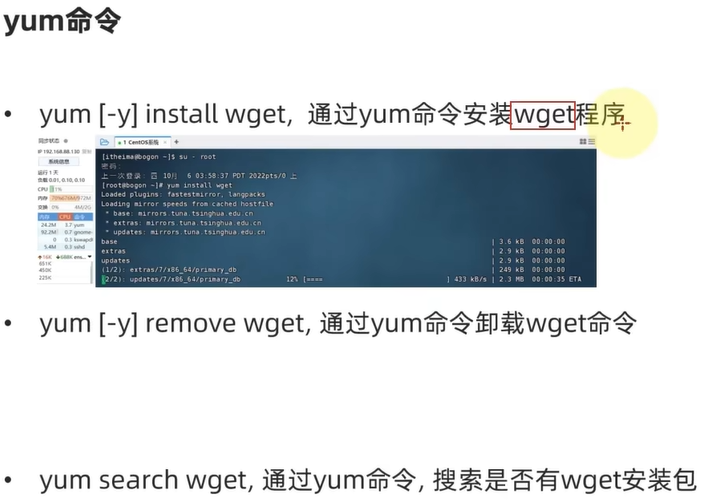 yum命令
• yum [-y] install wget, 通过yum命令安装wget程序
同步状态
IP 192.168.88.130
系统信息
运行 1 天
负载 0.01, 0.10, 0.10
CPU 1%
内存
交换 0%
内存 CPU 命令
24.2M 3.7 yum
92.2M 0.7 gnome-
0 0.3 kswapd
5.4M 0.3 sshd
651K
450K
225K
1 CentOS系统 × +
[itheima@bogon ~]$ su - root
密码：
上一次登录：四 10月 6 03:58:37 PDT 2022pts/0 上
[root@bogon ~]# yum install wget
Loaded plugins: fastestmirror, langpacks
Loading mirror speeds from cached hostfile
* base: mirrors.tuna.tsinghua.edu.cn
* extras: mirrors.tuna.tsinghua.edu.cn
* updates: mirrors.tuna.tsinghua.edu.cn
base | 3.6 kB 00:00:00
extras | 2.9 kB 00:00:00
updates | 2.9 kB 00:00:00
(1/2): extras/7/x86_64/primary_db | 249 kB 00:00:00
(2/2): updates/7/x86_64/primary_db 12% [==== ] 433 kB/s | 2.3 MB 00:00:35 ETA
• yum [-y] remove wget, 通过yum命令卸载wget命令
• yum search wget, 通过yum命令, 搜索是否有wget安装包